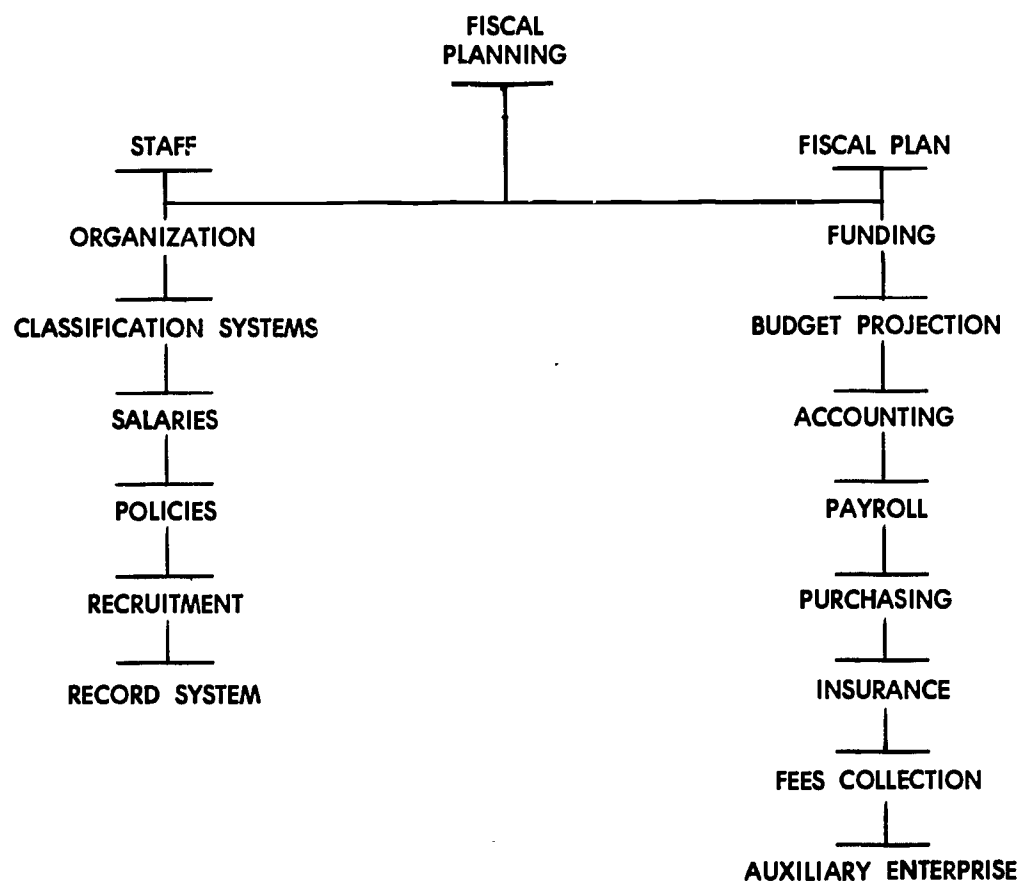 FISCAL
PLANNING
STAFF
ORGANIZATION
CLASSIFICATION SYSTEMS
SALARIES
POLICIES
RECRUITMENT
RECORD SYSTEM
FISCAL PLAN
FUNDING
BUDGET PROJECTION
ACCOUNTING
PAYROLL
PURCHASING
INSURANCE
FEES COLLECTION
AUXILIARY ENTERPRISE